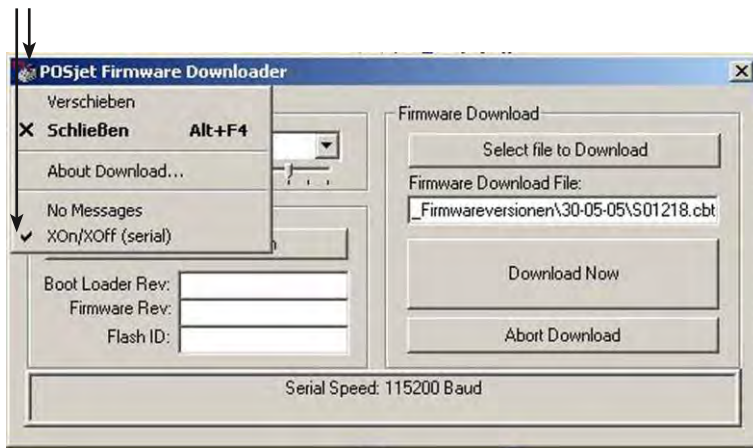 POSjet Firmware Downloader
Verschieben
Schließen Alt+F4
About Download...
No Messages
XOn/XOff (serial)
Boot Loader Rev:
Firmware Rev:
Flash ID:
Firmware Download
Select file to Download
Firmware Download File:
_Firmwareversionen\30-05-05\S01218.cbt
Download Now
Abort Download
Serial Speed: 115200 Baud